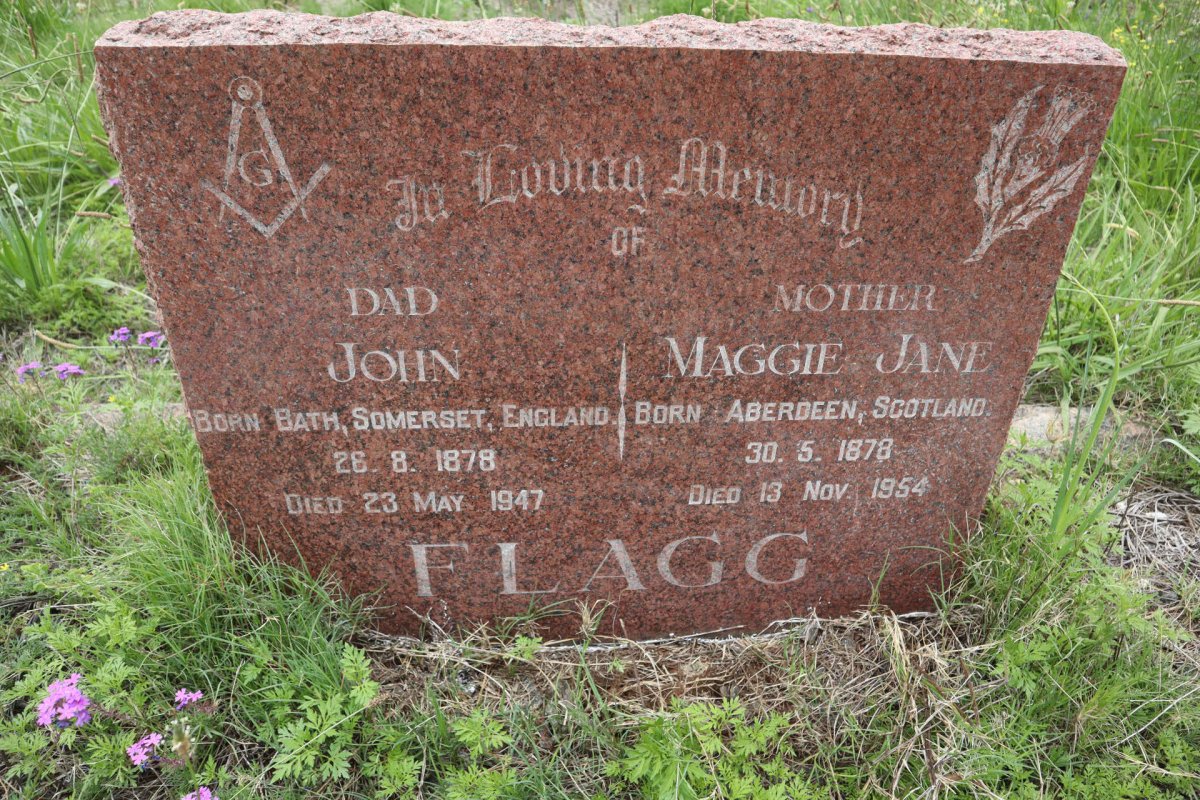 G
In Loving Memory
OF
DAD
JOHN
BORN BATH, SOMERSET, ENGLAND.
26. 8. 1878
DIED 23 MAY 1947
MOTHER
MAGGIE JANE
BORN ABERDEEN, SCOTLAND.
30. 5. 1878
DIED 13 NOV 1954
FLAGG